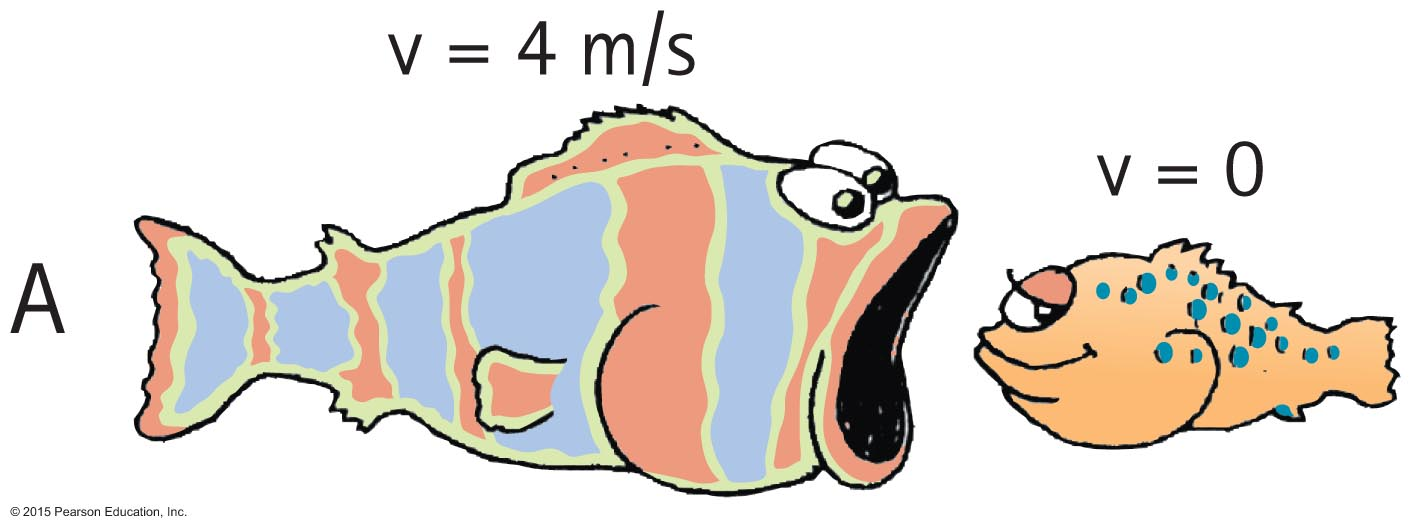 v = 4 m/s
v = 0
A
© 2015 Pearson Education, Inc.